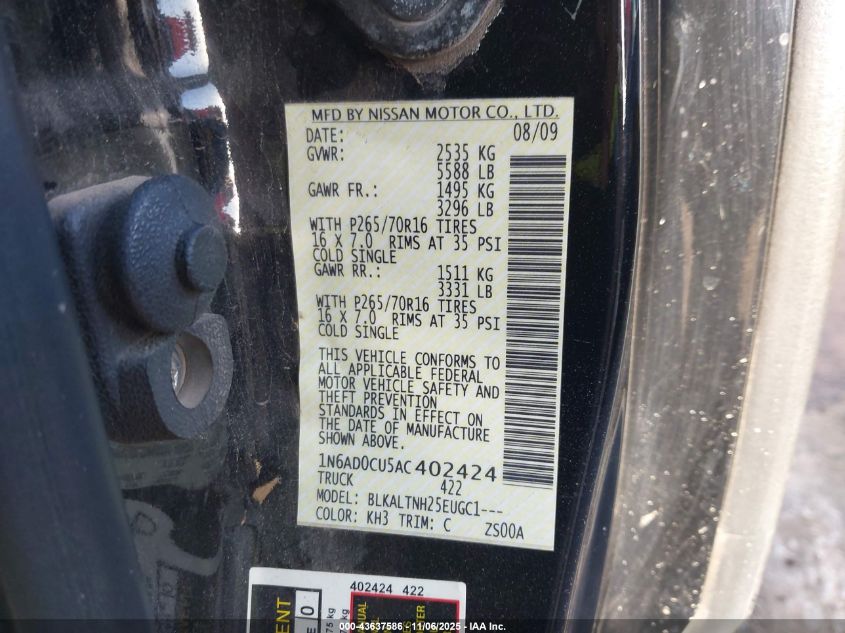 MFD BY NISSAN MOTOR CO., LTD.
DATE: 08/09
GVWR: 2535 KG
5588 LB
GAWR FR.: 1495 KG
3296 LB
WITH P265/70R16 TIRES
16 X 7.0 RIMS AT 35 PSI
COLD SINGLE
GAWR RR.: 1511 KG
3331 LB
WITH P265/70R16 TIRES
16 X 7.0 RIMS AT 35 PSI
COLD SINGLE
THIS VEHICLE CONFORMS TO
ALL APPLICABLE FEDERAL
MOTOR VEHICLE SAFETY AND
THEFT PREVENTION
STANDARDS IN EFFECT ON
THE DATE OF MANUFACTURE
SHOWN ABOVE.
1N6AD0CU5AC402424
TRUCK 422
MODEL: BLKALTNH25EUGC1---
COLOR: KH3 TRIM: C ZS00A
402424 422
000-43637586 - 11/06/2025 - IAA Inc.